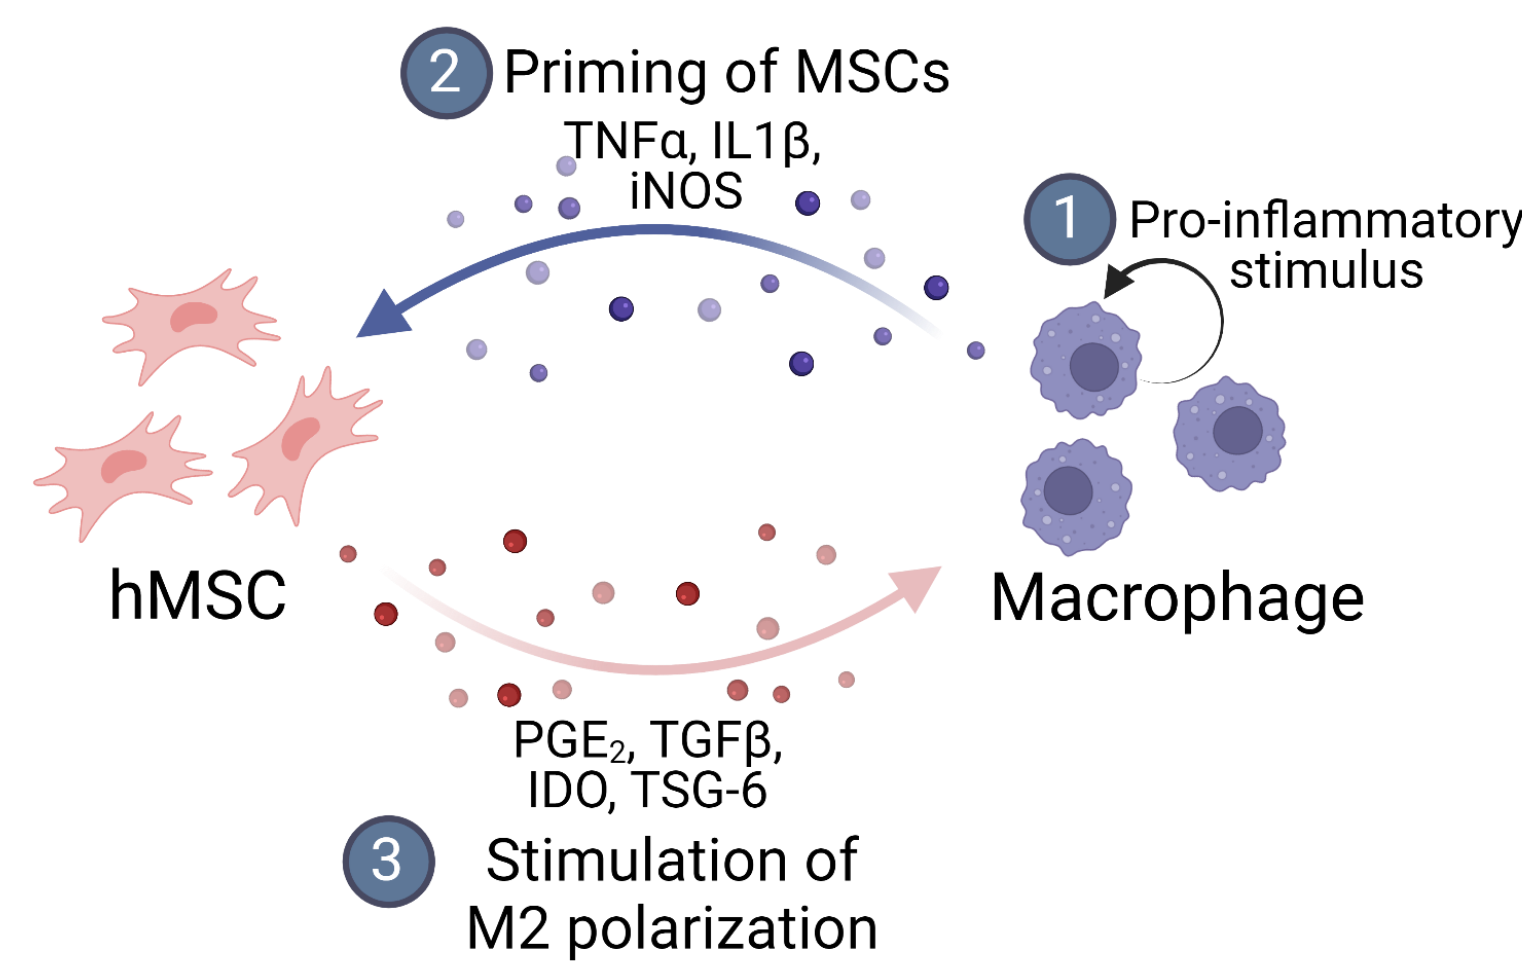 2 Priming of MSCs
TNFα, IL1β,
iNOS
1 Pro-inflammatory
stimulus
hMSC
Macrophage
PGE₂, TGFβ,
IDO, TSG-6
3 Stimulation of
M2 polarization